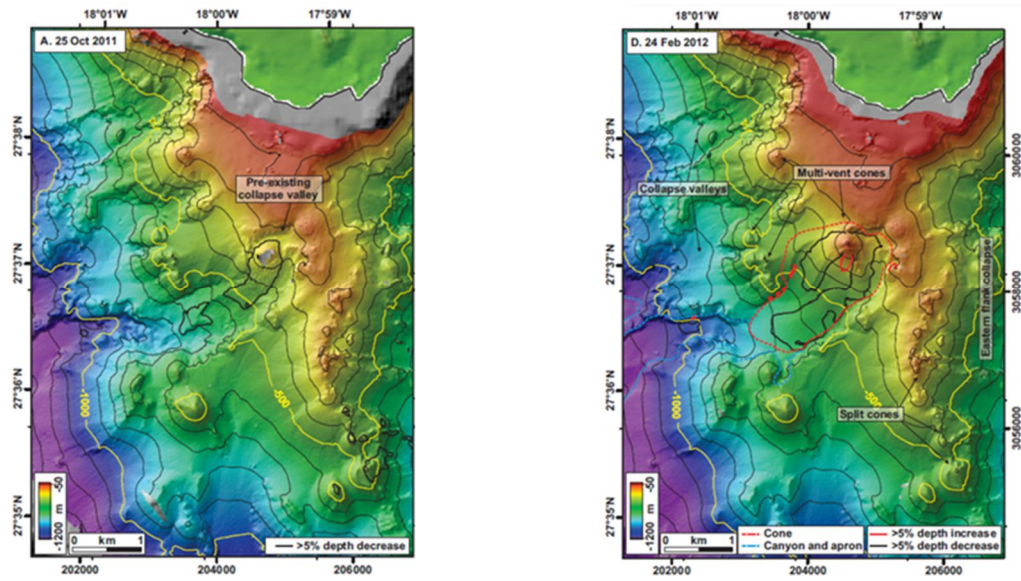 18°01'W 18°00'W 17°59'W
A. 25 Oct 2011
27°38'N
Pre-existing
collapse valley
27°37'N
27°36'N
-1000
-500
27°35'N
-50
m
-1200
0 km 1
>5% depth decrease
202000 204000 206000
18°01'W 18°00'W 17°59'W
D. 24 Feb 2012
27°38'N
3060000
Multi-vent cones
Collapse valleys
27°37'N
3058000
Eastern flank collapse
27°36'N
-1000
-500
Split cones
3056000
27°35'N
-50
m
-1200
0 km 1
Cone
Canyon and apron
>5% depth increase
>5% depth decrease
202000 204000 206000